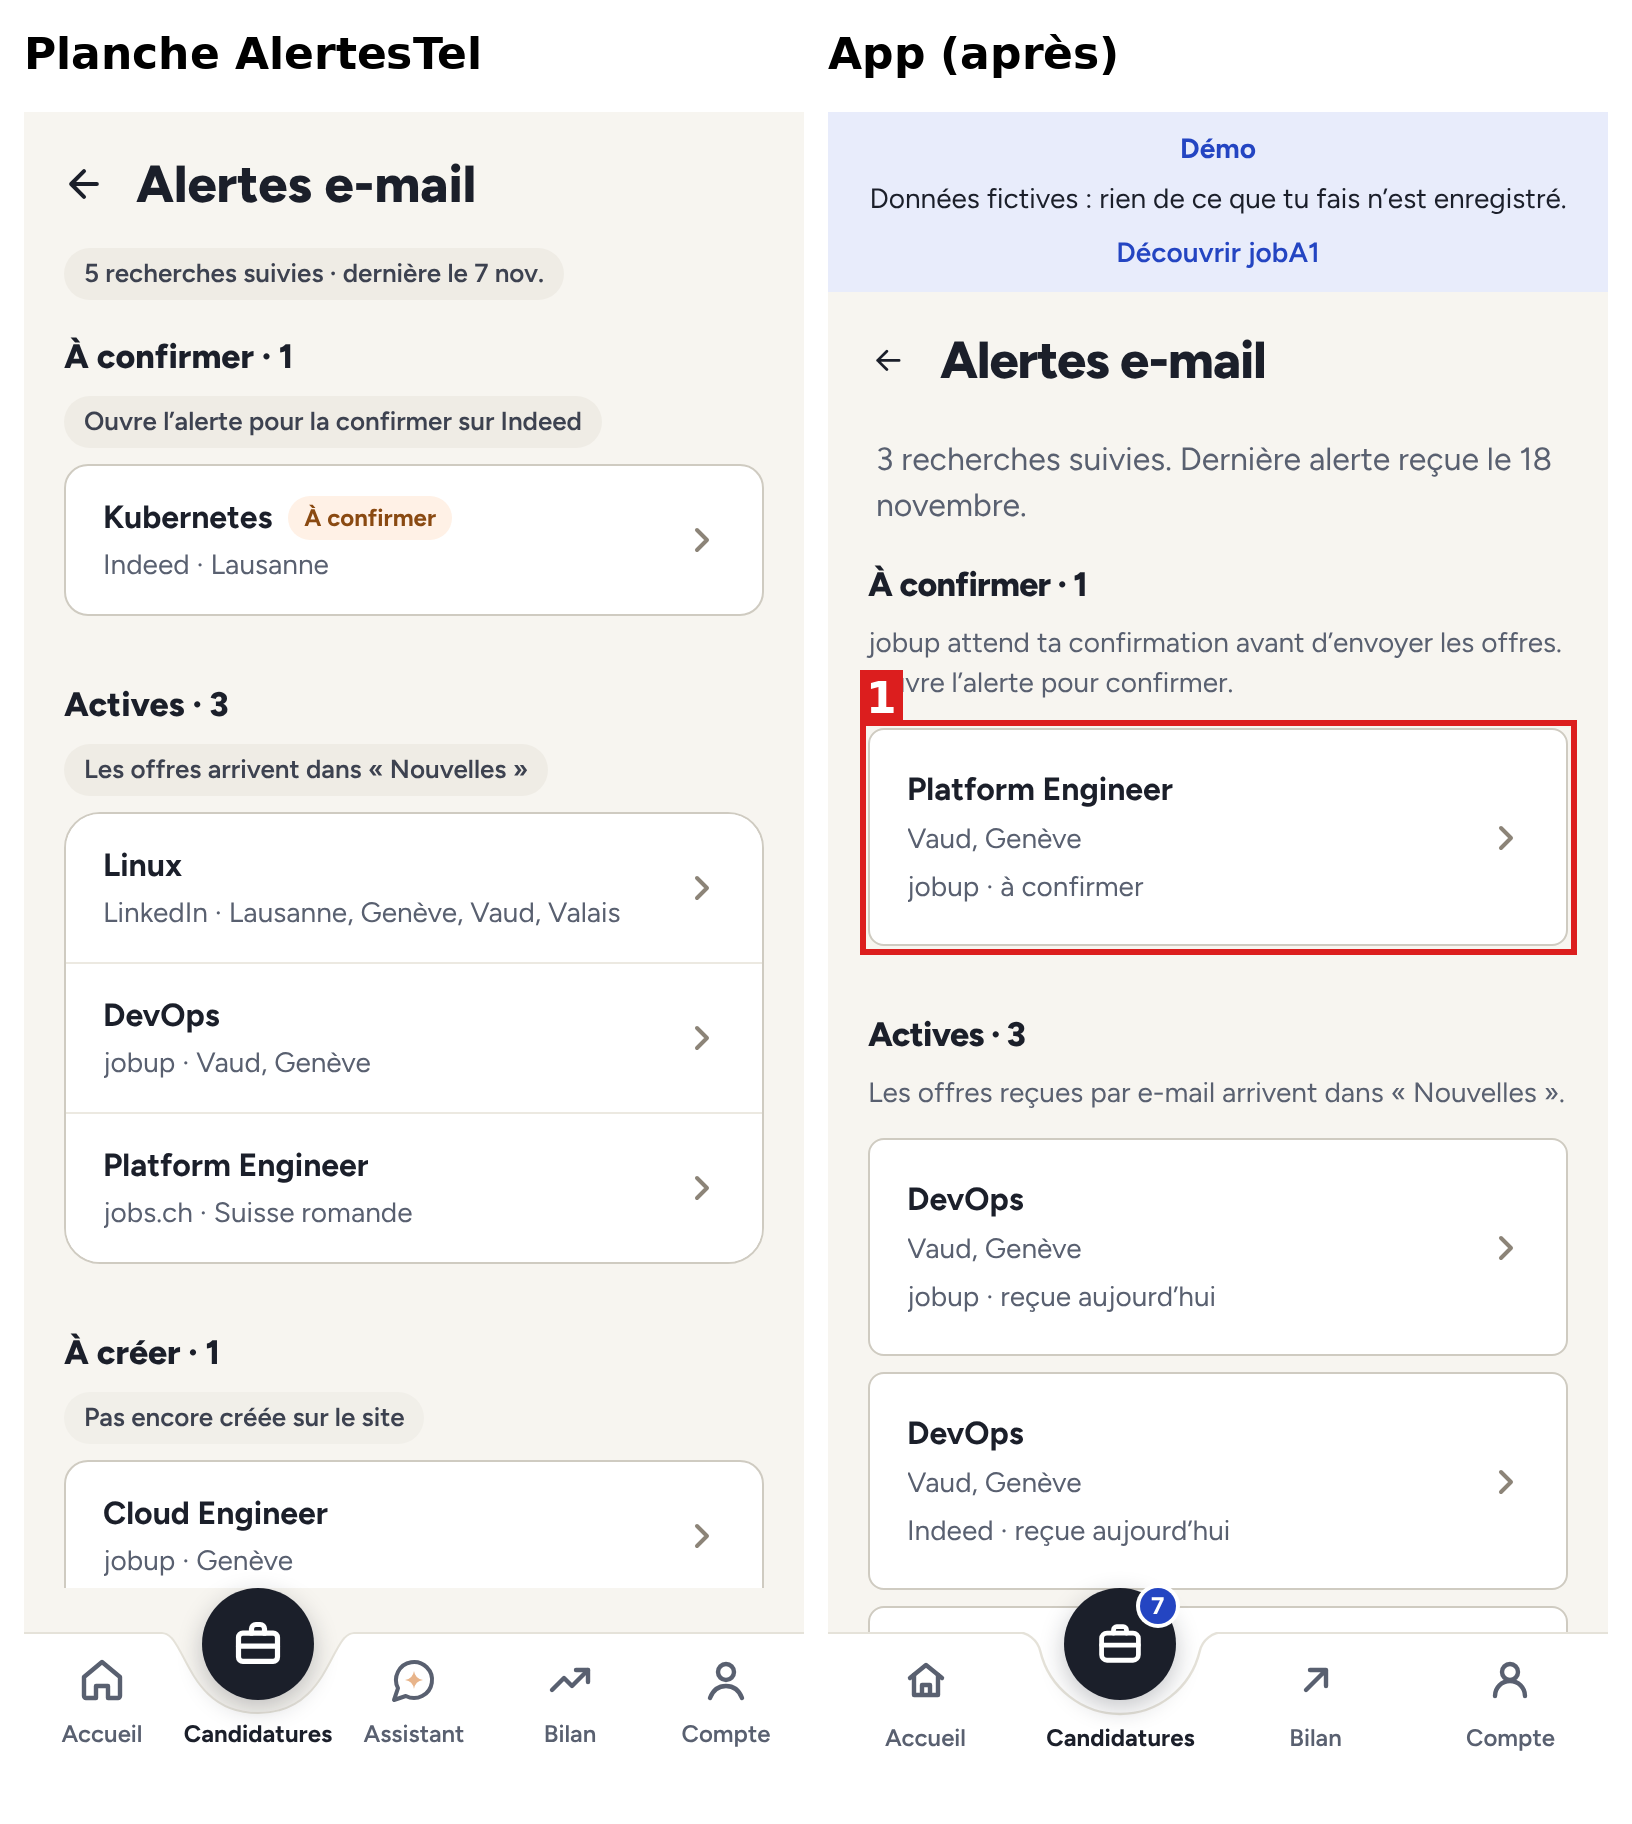 Planche AlertesTel
Alertes e-mail
5 recherches suivies · dernière le 7 nov.
À confirmer · 1
Ouvre l’alerte pour la confirmer sur Indeed
Kubernetes À confirmer
Indeed · Lausanne
Actives · 3
Les offres arrivent dans « Nouvelles »
Linux
LinkedIn · Lausanne, Genève, Vaud, Valais
DevOps
jobup · Vaud, Genève
Platform Engineer
jobs.ch · Suisse romande
À créer · 1
Pas encore créée sur le site
Cloud Engineer
jobup · Genève
Accueil Candidatures Assistant Bilan Compte
App (après)
Démo
Données fictives : rien de ce que tu fais n’est enregistré.
Découvrir jobA1
Alertes e-mail
3 recherches suivies. Dernière alerte reçue le 18
novembre.
À confirmer · 1
jobup attend ta confirmation avant d’envoyer les offres.
l’alerte pour confirmer.
1
Platform Engineer
Vaud, Genève
jobup · à confirmer
Actives · 3
Les offres reçues par e-mail arrivent dans « Nouvelles ».
DevOps
Vaud, Genève
jobup · reçue aujourd’hui
DevOps
Vaud, Genève
Indeed · reçue aujourd’hui
7
Accueil Candidatures Bilan Compte